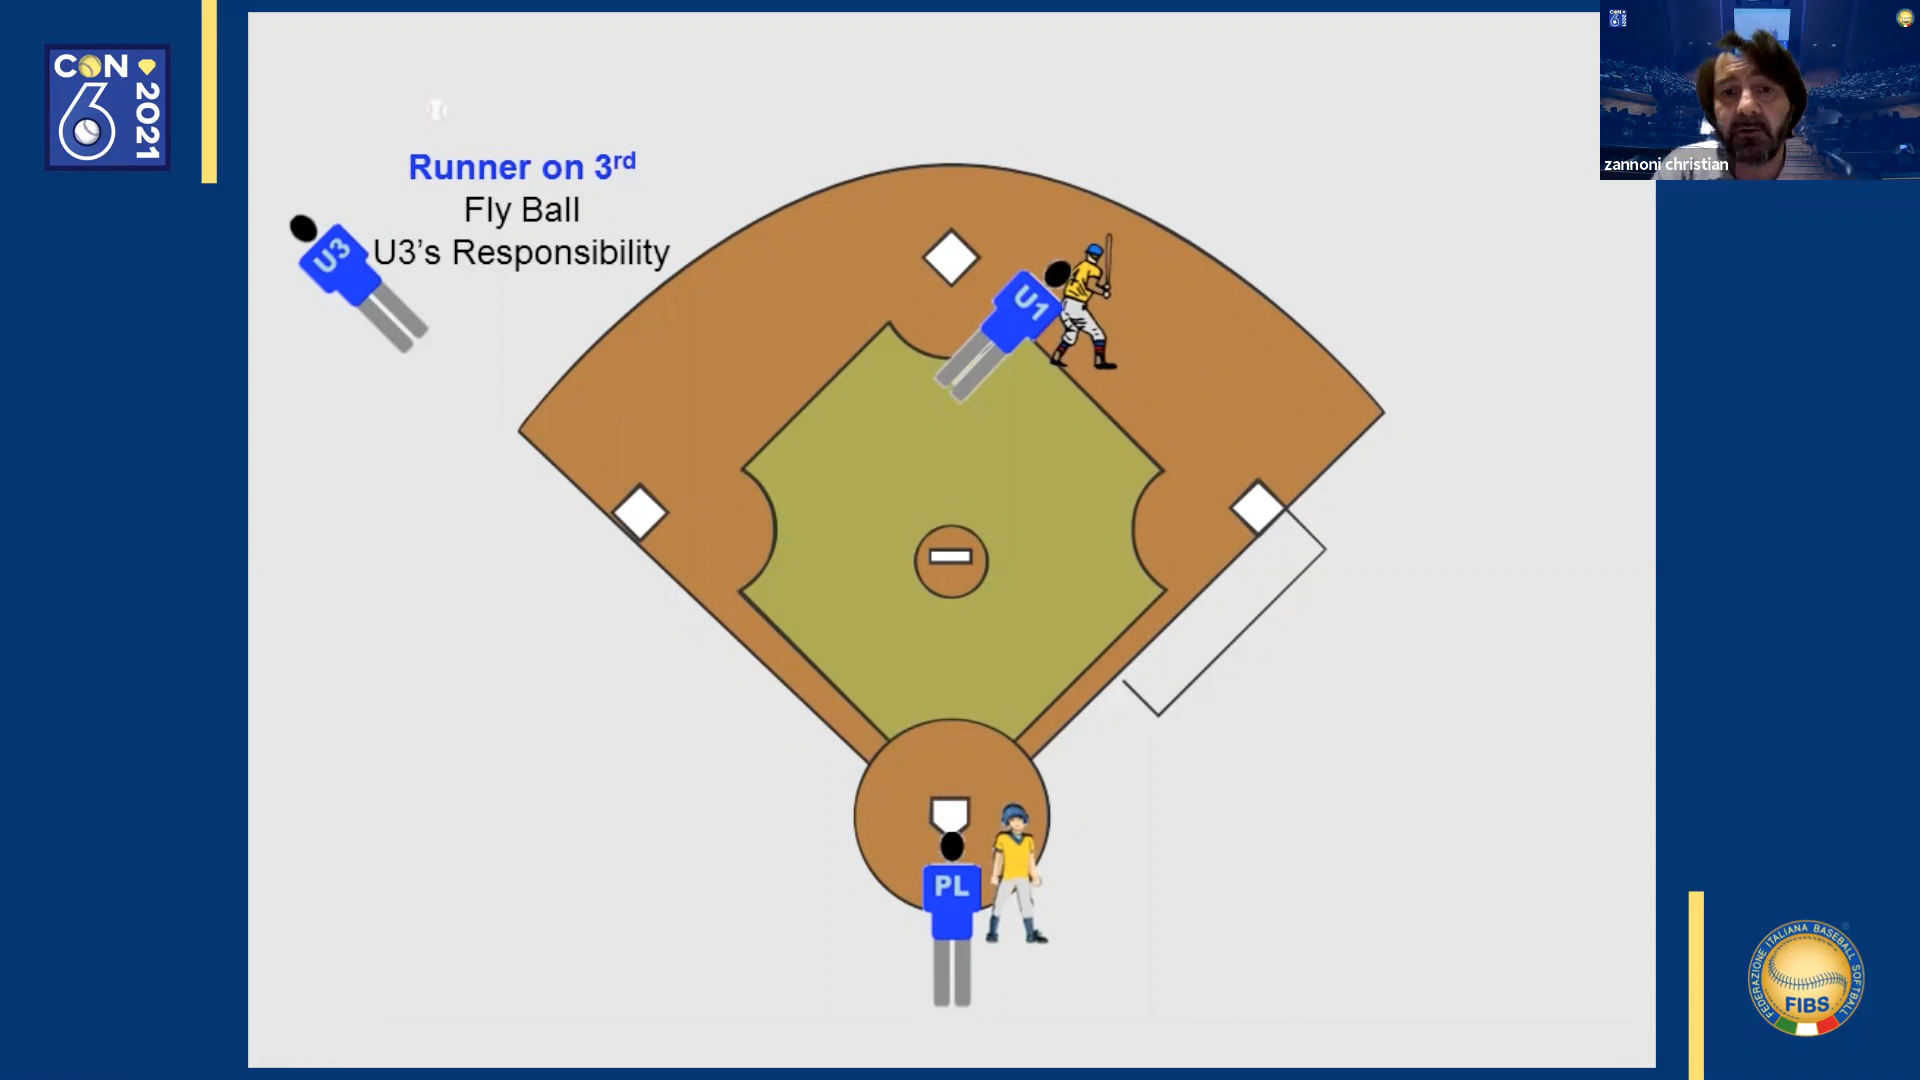 CON
6
2021
Runner on 3rd
Fly Ball
U3's Responsibility
U3
U1
PL
zannoni christian
FEDERAZIONE ITALIANA BASEBALL SOFTBALL
FIBS